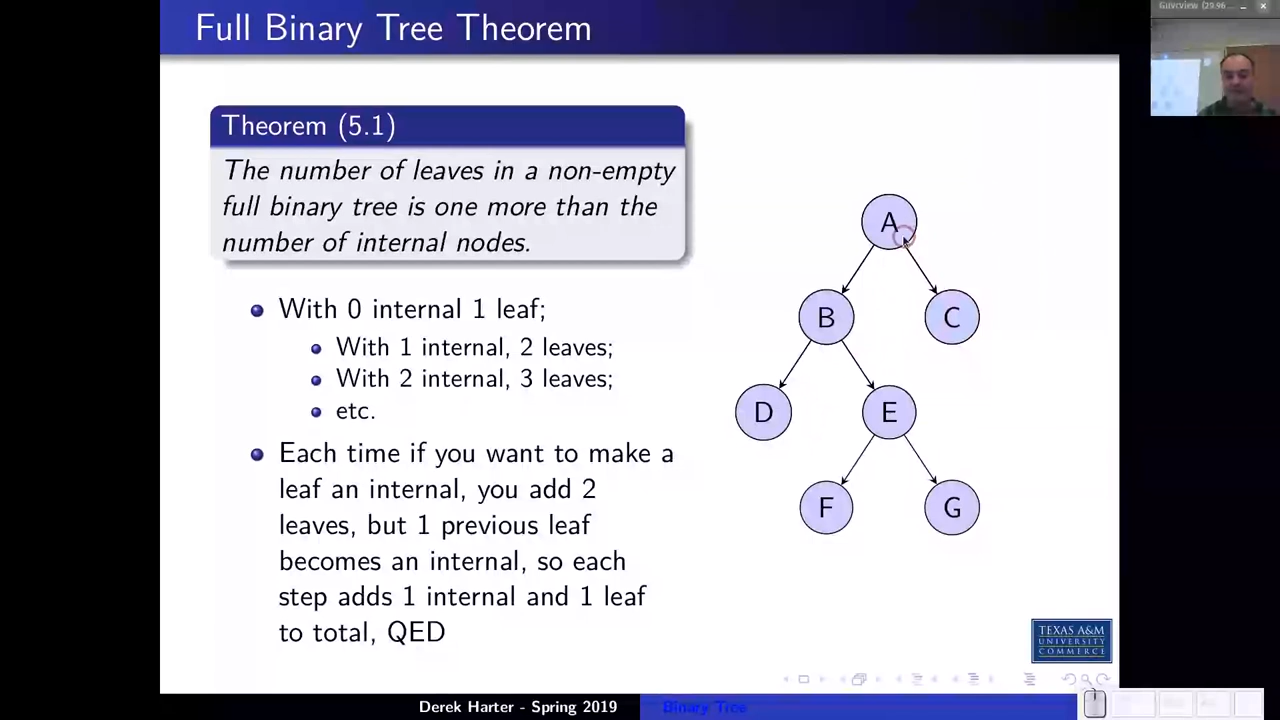 Full Binary Tree Theorem
Theorem (5.1)
The number of leaves in a non-empty
full binary tree is one more than the
number of internal nodes.
With 0 internal 1 leaf;
With 1 internal, 2 leaves;
With 2 internal, 3 leaves;
etc.
Each time if you want to make a
leaf an internal, you add 2
leaves, but 1 previous leaf
becomes an internal, so each
step adds 1 internal and 1 leaf
to total, QED
A
B
C
D
E
F
G
TEXAS A&M
UNIVERSITY
COMMERCE
Derek Harter - Spring 2019
Binary Tree